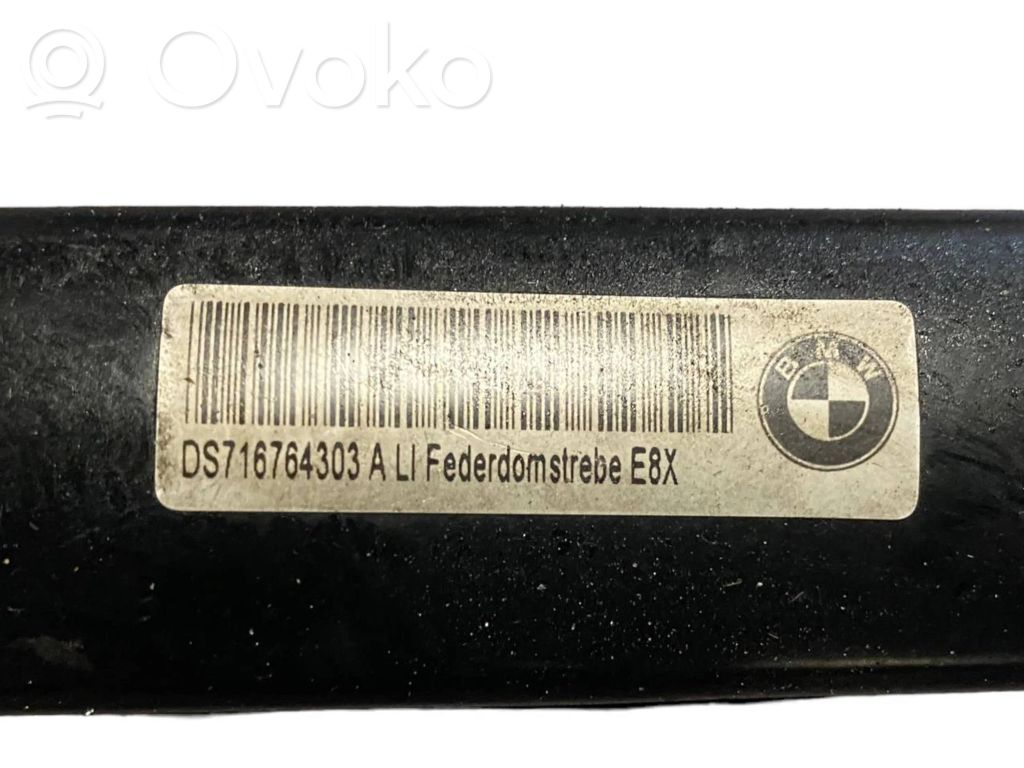 Ovoko
BMW
DS716764303 A LI Federdomstrebe E8X